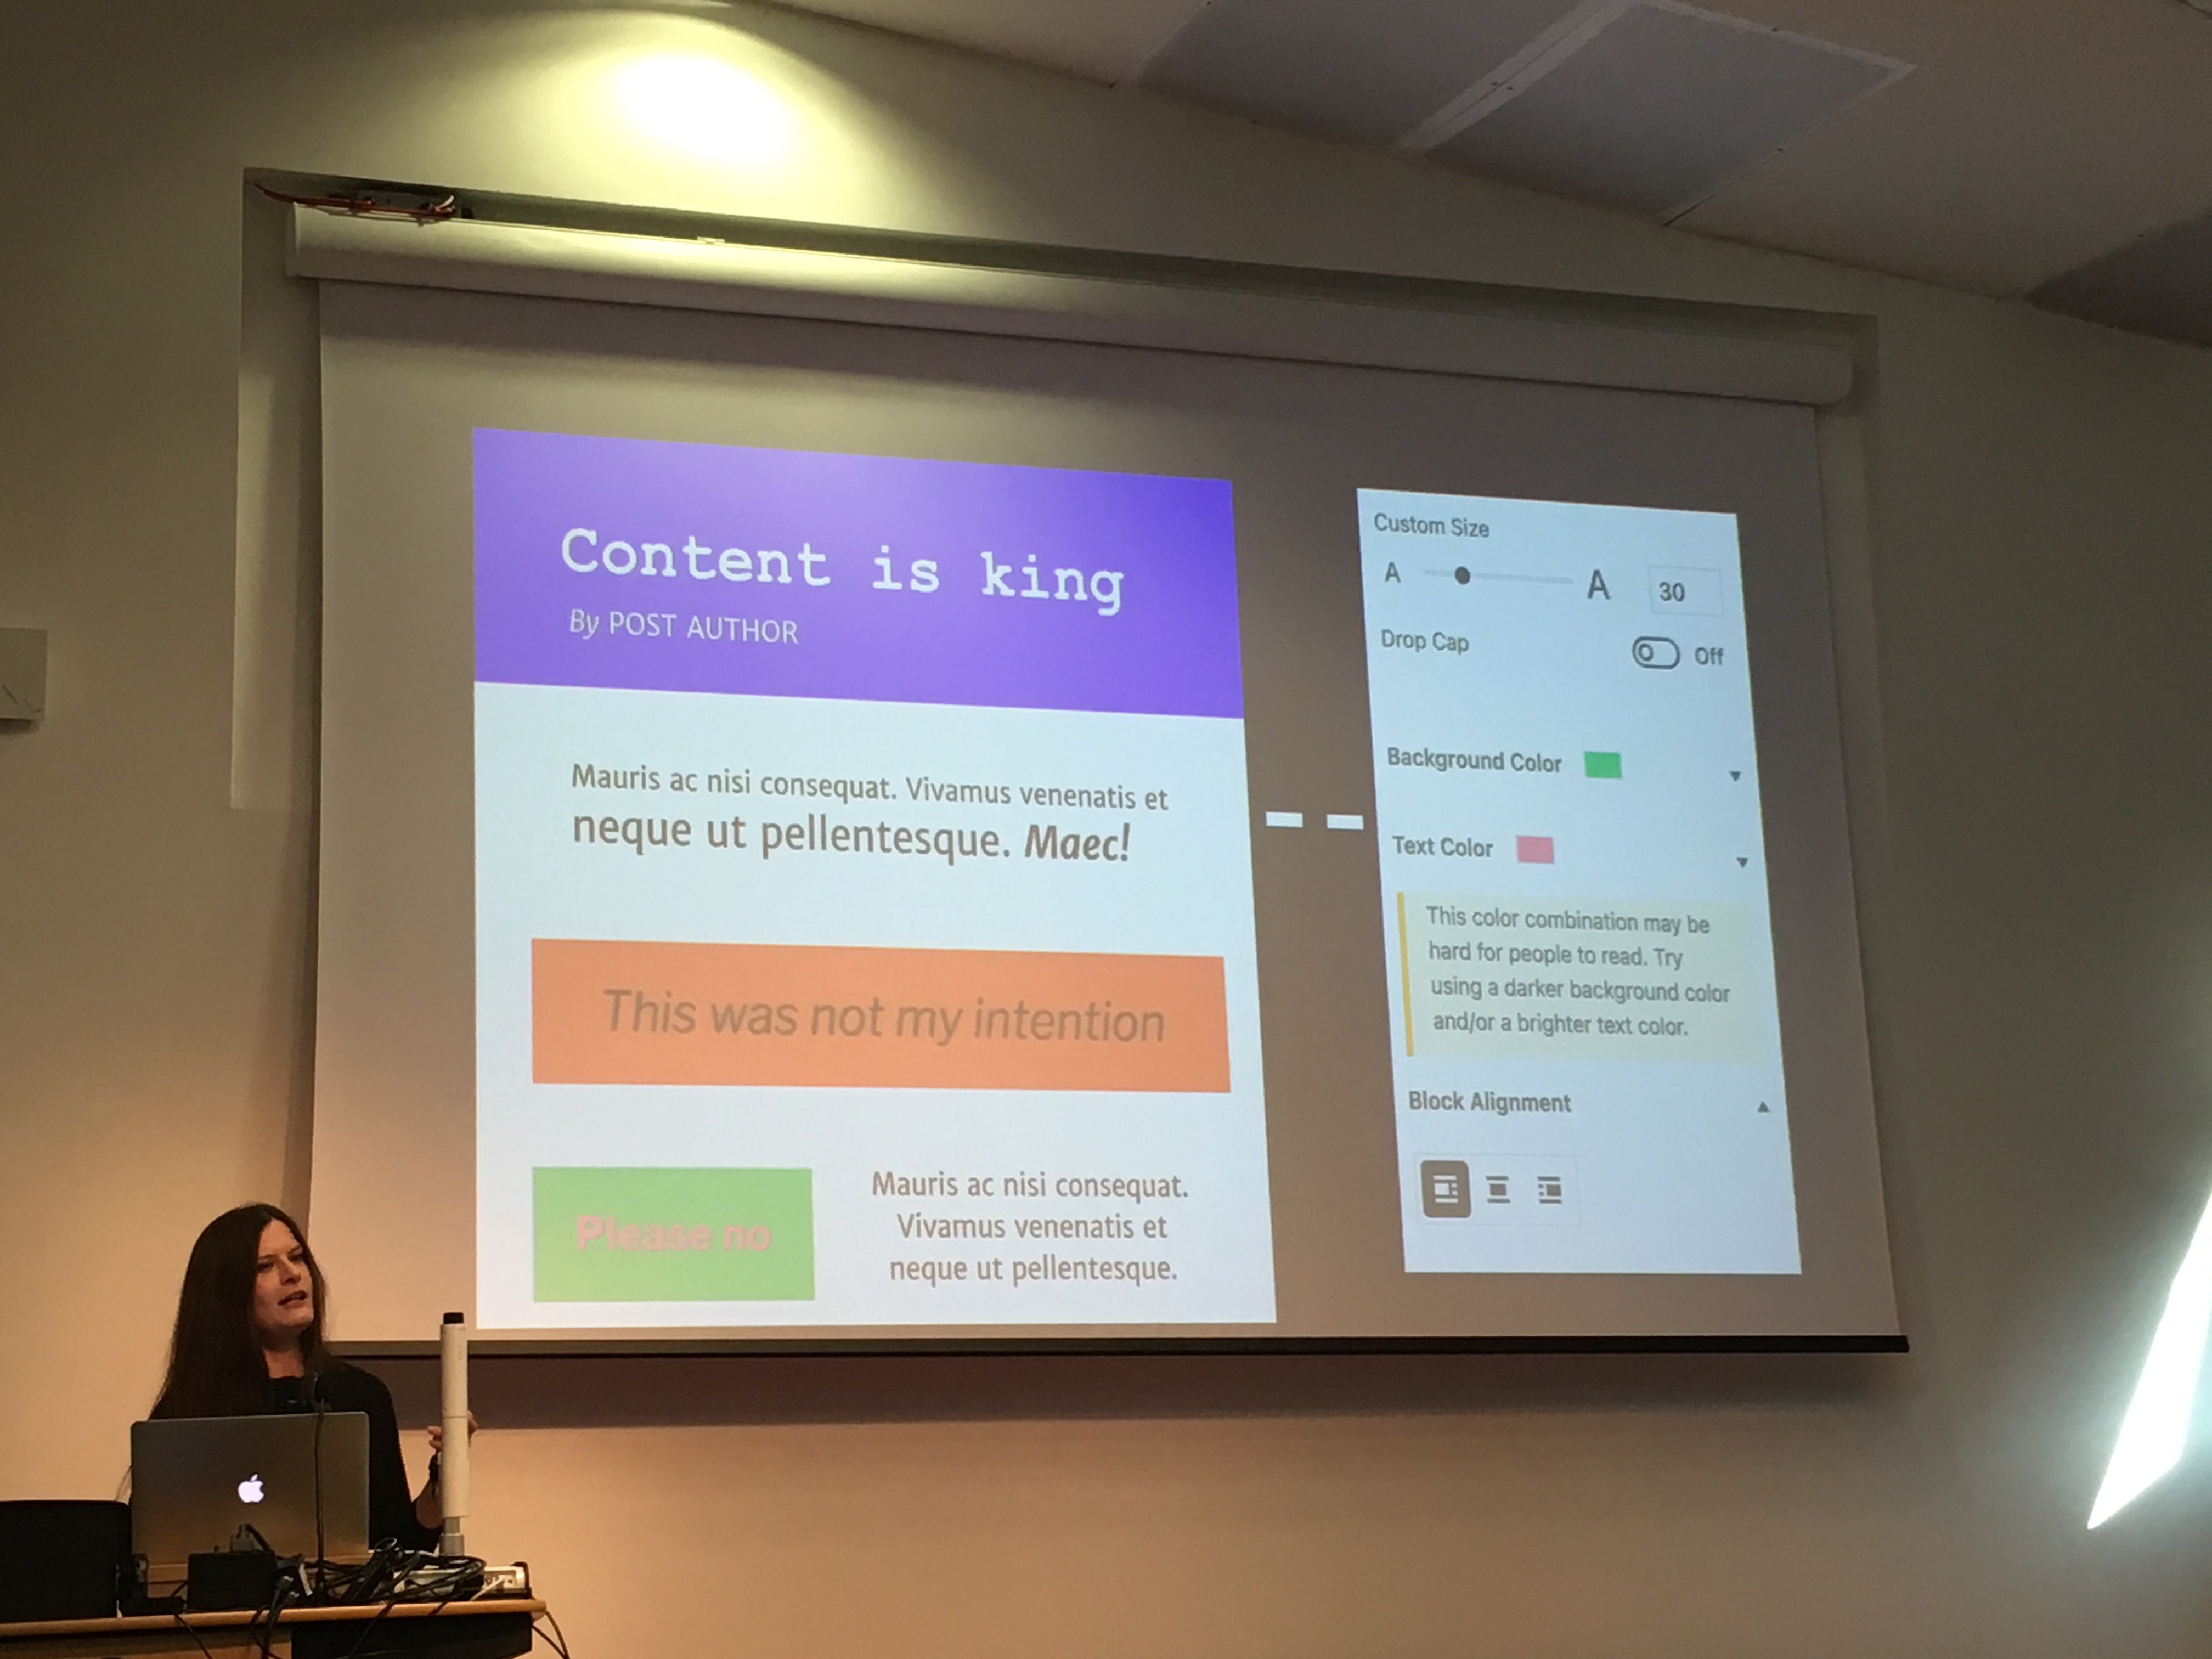 Content is king
By POST AUTHOR
Mauris ac nisi consequat. Vivamus venenatis et
neque ut pellentesque. Maec!
This was not my intention
Please no
Mauris ac nisi consequat.
Vivamus venenatis et
neque ut pellentesque.
Custom Size
A A 30
Drop Cap Off
Background Color
Text Color
This color combination may be
hard for people to read. Try
using a darker background color
and/or a brighter text color.
Block Alignment